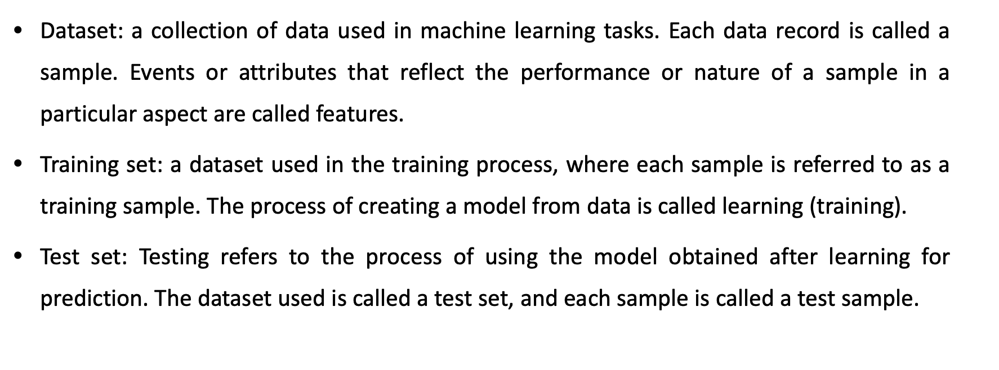 • Dataset: a collection of data used in machine learning tasks. Each data record is called a
sample. Events or attributes that reflect the performance or nature of a sample in a
particular aspect are called features.
• Training set: a dataset used in the training process, where each sample is referred to as a
training sample. The process of creating a model from data is called learning (training).
• Test set: Testing refers to the process of using the model obtained after learning for
prediction. The dataset used is called a test set, and each sample is called a test sample.